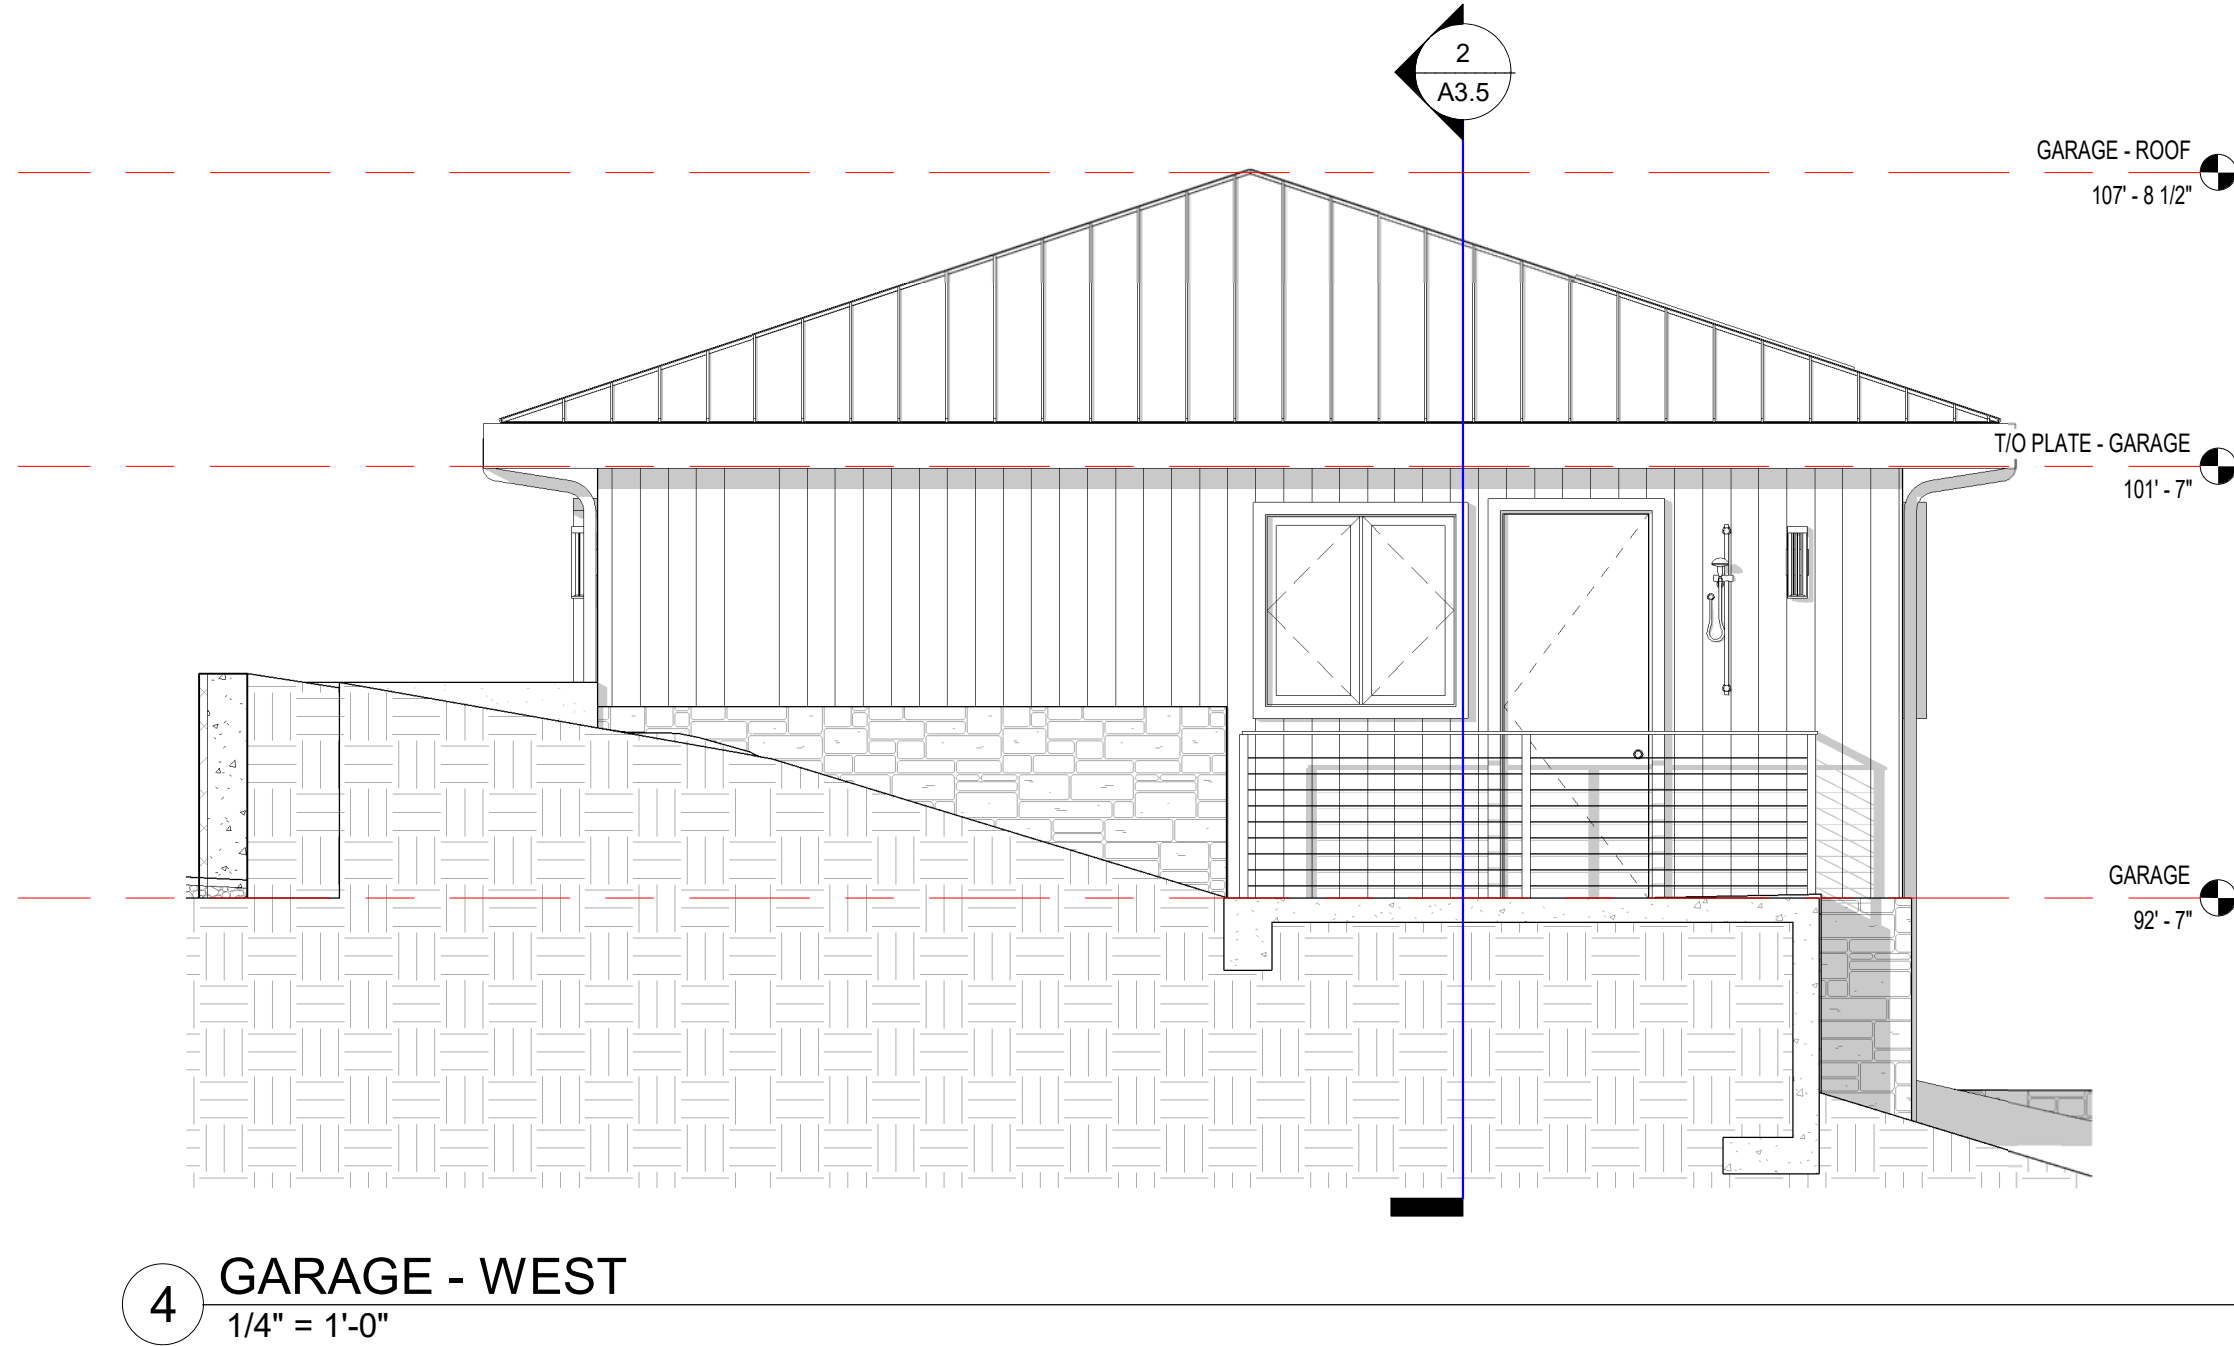 2
A3.5
GARAGE - ROOF
107' - 8 1/2"
T/O PLATE - GARAGE
101' - 7"
GARAGE
92' - 7"
4
GARAGE - WEST
1/4" = 1'-0"